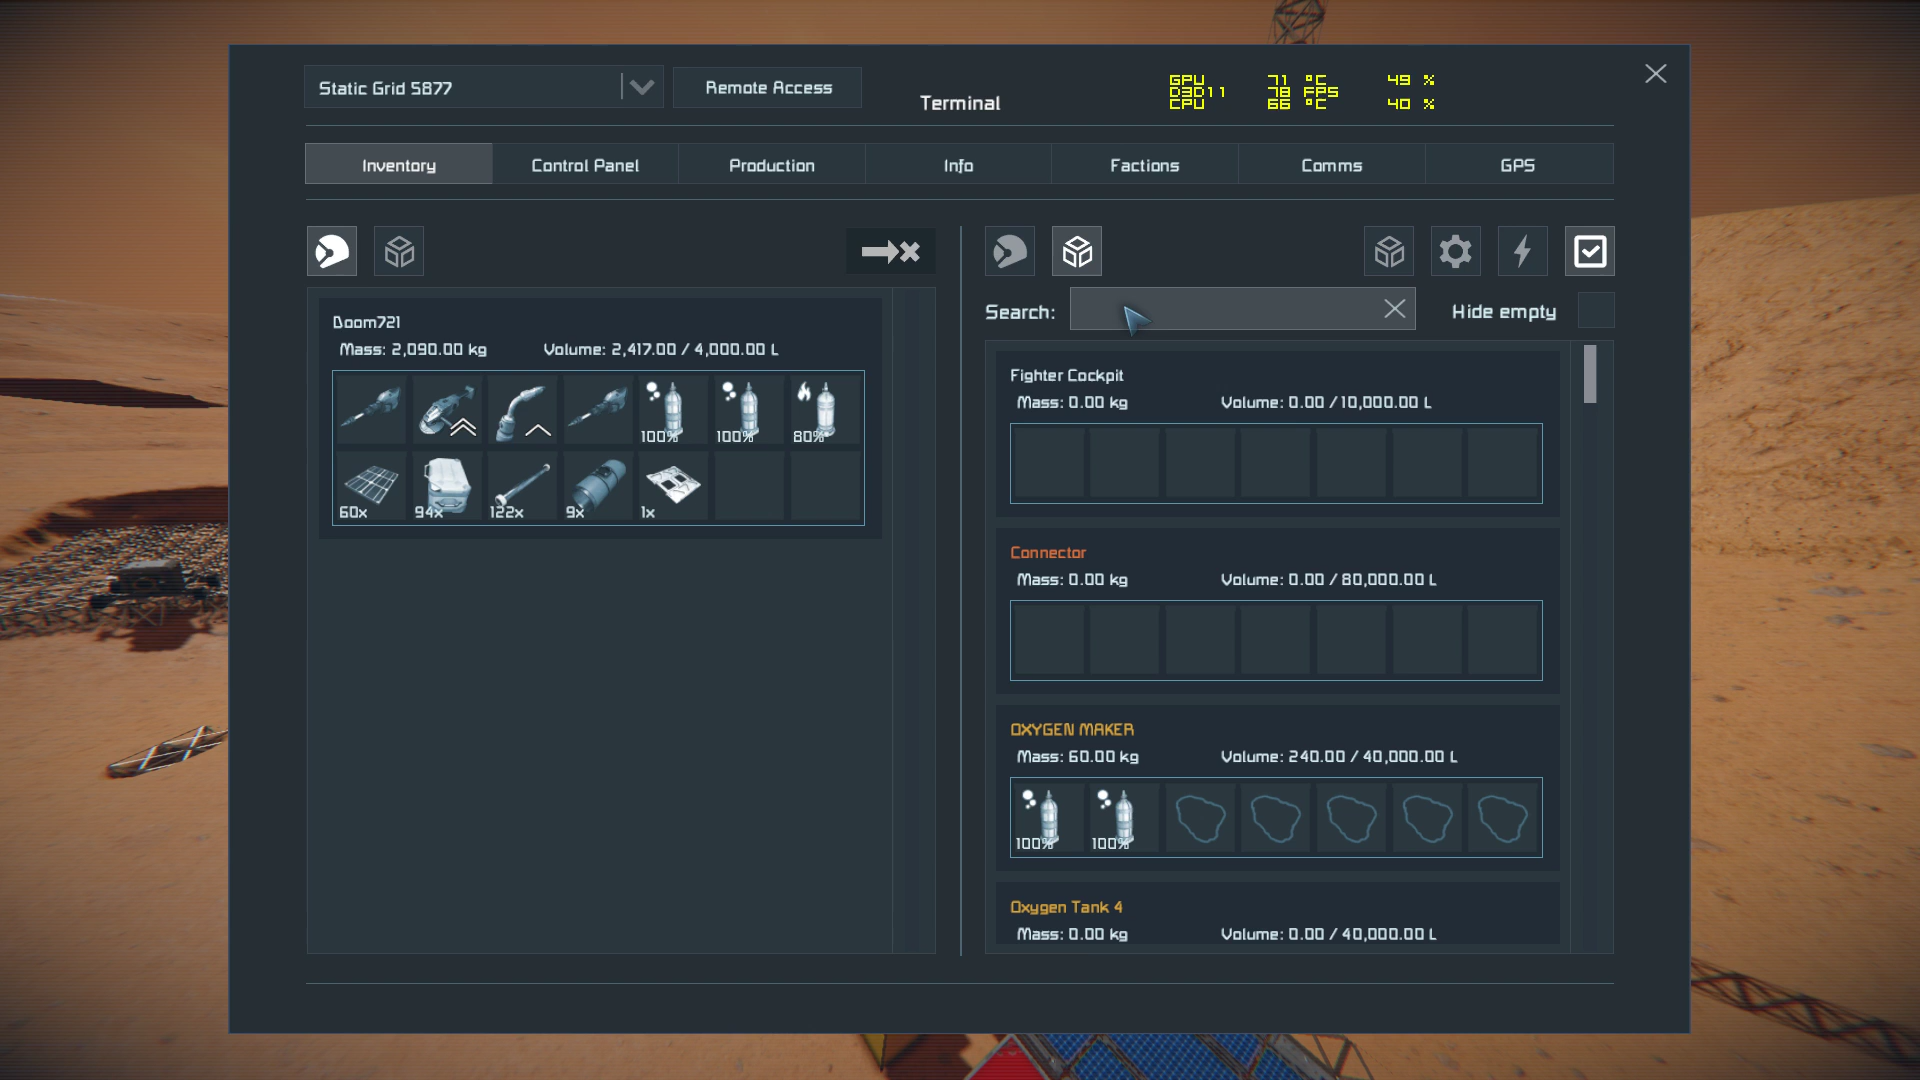 Static Grid 5877
Remote Access
Terminal
GPU 71 °C 49 %
D3D11 78 FPS
CPU 66 °C 40 %
Inventory
Control Panel
Production
Info
Factions
Comms
GPS
Doom721
Mass: 2,090.00 kg
Volume: 2,417.00 / 4,000.00 L
100%
100%
80%
60x
94x
122x
9x
1x
Search:
Hide empty
Fighter Cockpit
Mass: 0.00 kg
Volume: 0.00 / 10,000.00 L
Connector
Mass: 0.00 kg
Volume: 0.00 / 80,000.00 L
OXYGEN MAKER
Mass: 60.00 kg
Volume: 240.00 / 40,000.00 L
100%
100%
Oxygen Tank 4
Mass: 0.00 kg
Volume: 0.00 / 40,000.00 L